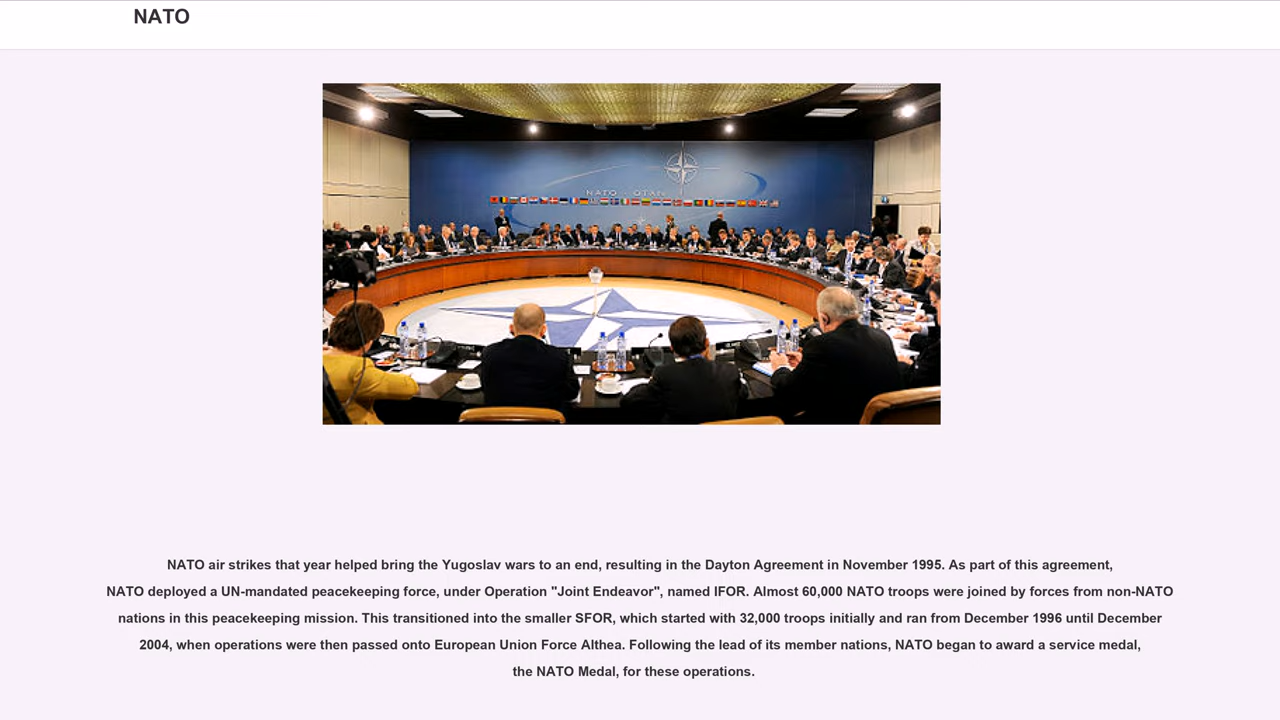 NATO
NATO OTAN
NATO air strikes that year helped bring the Yugoslav wars to an end, resulting in the Dayton Agreement in November 1995. As part of this agreement,
NATO deployed a UN-mandated peacekeeping force, under Operation "Joint Endeavor", named IFOR. Almost 60,000 NATO troops were joined by forces from non-NATO
nations in this peacekeeping mission. This transitioned into the smaller SFOR, which started with 32,000 troops initially and ran from December 1996 until December
2004, when operations were then passed onto European Union Force Althea. Following the lead of its member nations, NATO began to award a service medal,
the NATO Medal, for these operations.